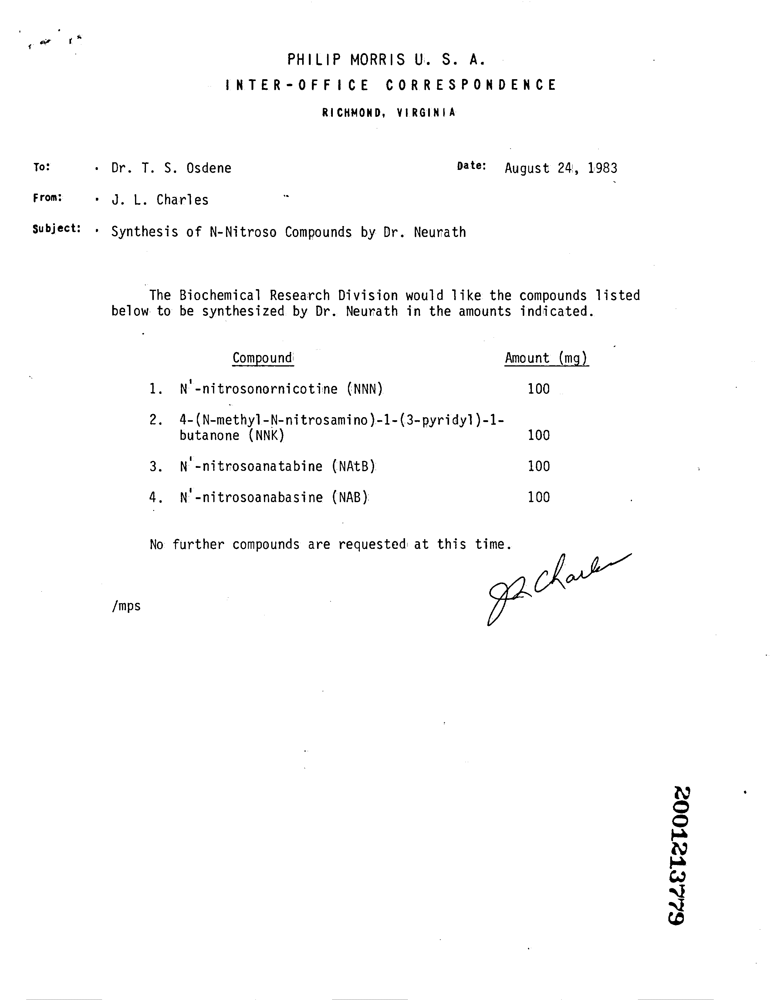 PHILIP MORRIS U. S. A.
INTER-OFFICE CORRESPONDENCE
RICHMOND, VIRGINIA
To: . Dr. T. S. Osdene Date: August 24, 1983
From: . J. L. Charles
Subject: . Synthesis of N-Nitroso Compounds by Dr. Neurath
The Biochemical Research Division would like the compounds listed
below to be synthesized by Dr. Neurath in the amounts indicated.
Compound Amount (mg)
1. N'-nitrosonornicotine (NNN) 100
2. 4-(N-methyl-N-nitrosamino)-1-(3-pyridyl)-1-
butanone (NNK) 100
3. N'-nitrosoanatabine (NAtB) 100
4. N'-nitrosoanabasine (NAB) 100
No further compounds are requested at this time.
JL Charles
/mps
2001213779